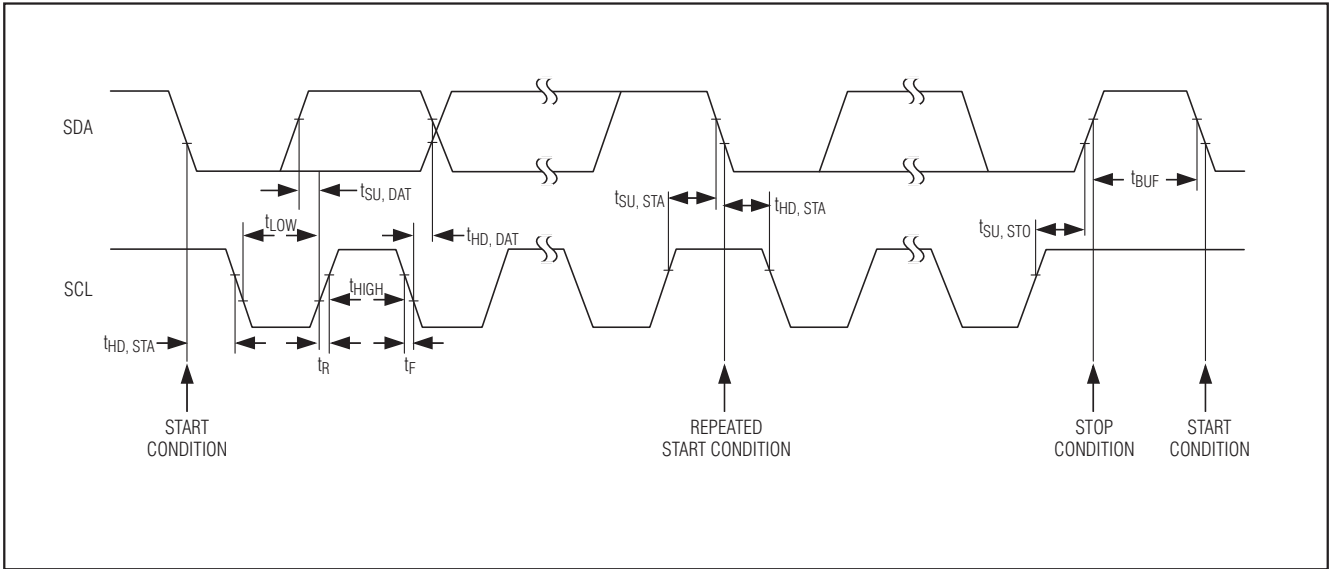 SDA
tSU, DAT
tLOW
tHD, DAT
tSU, STA
tHD, STA
tBUF
tSU, STO
SCL
tHIGH
tHD, STA
tR
tF
START
CONDITION
REPEATED
START CONDITION
STOP
CONDITION
START
CONDITION